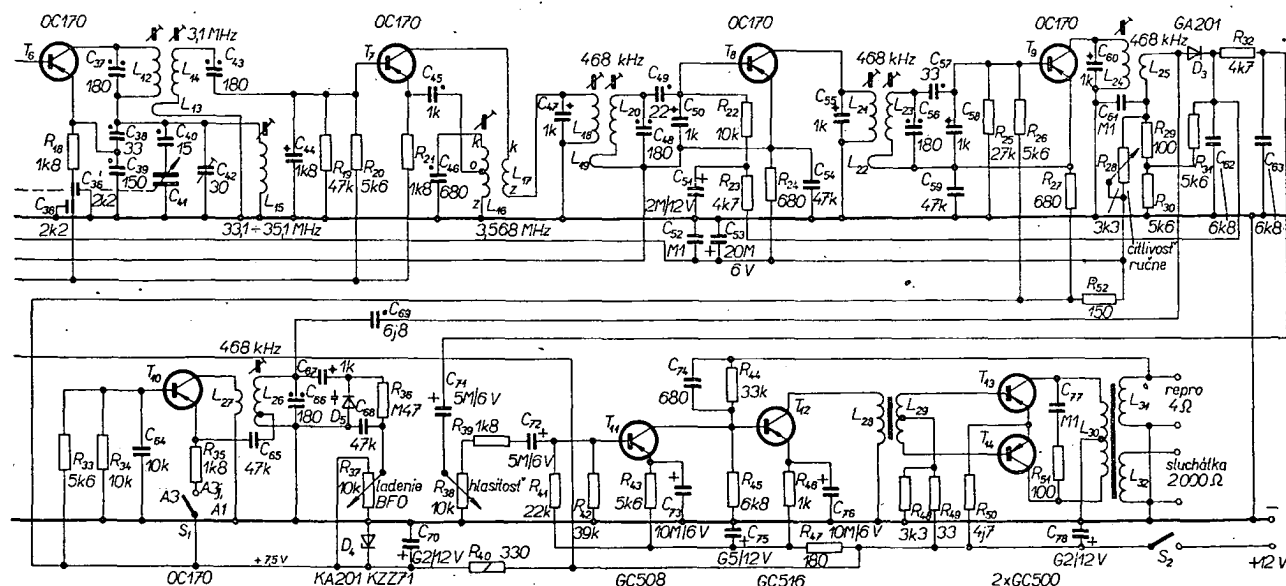 OC170 OC170 OC170 OC170 GA201
T6 C37 180 L12 3,1 MHz L14 C43 180 T7 C45 1k 468 kHz T8 468 kHz C57 33 T9 C60 1k 468 kHz L24 L25 D3 R32 4k7
L13 C47 1k L18 L20 C49 22 C50 1k C55 1k L21 L23 C56 180 C58 1k
R18 1k8 C38 33 C39 150 C40 15 C41 C42 30 L15 C44 1k8 R19 47k R20 5k6 R21 1k8 C46 680 k o z L16 k L17 z L19 C48 180 R22 10k C51 2M/12V R23 4k7 R24 680 C54 47k L22 C59 47k R25 27k R26 5k6 R27 680 C61 M1 R28 3k3 R29 100 R30 5k6 R31 5k6 C62 6k8 C63 6k8
C36 2k2 2k2
33,1÷35,1 MHz 3,568 MHz
C52 M1 C53 20M 6V
citlivosť ručne
R52 150
C69 6j8
468 kHz
T10 L27 L26 C67 1k C66 180 D5 C68 47k R36 M47 C71 5M/6V R39 1k8 C72 5M/6V T11 C74 680 R44 33k T12 L28 L29 T13 T14 C77 M1 L30 R51 100 L31 L32
repro 4Ω
sluchátka 2000Ω
R33 5k6 R34 10k C64 10k R35 1k8 C65 47k A3 A1 S1
R37 10k ladenie BFO R38 10k hlasitosť R41 22k R42 39k R43 5k6 C73 10M/6V R45 6k8 C75 G5/12V R46 1k C76 10M/6V R47 180 R48 3k3 R49 33 R50 4j7 C78 G2/12V S2
D4 C70 G2/12V R40 330
+7,5V
− +12V
OC170 KA201 KZZ71 GC508 GC516 2xGC500